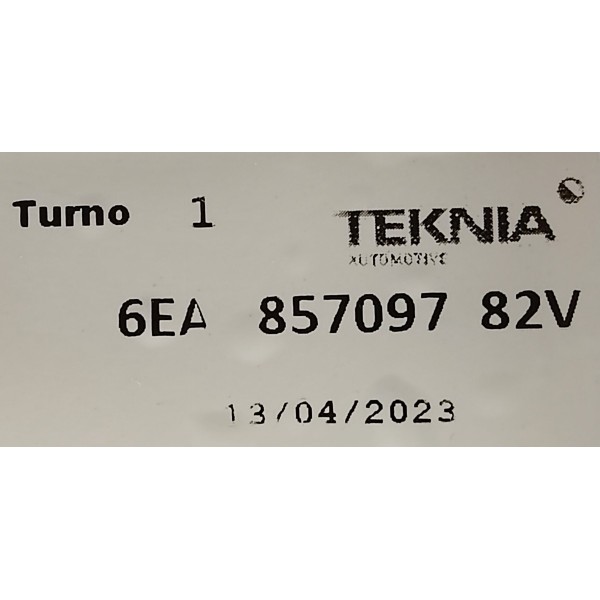 Turno 1 TEKNIA
AUTOMOTIVE
6EA 857097 82V
13/04/2023